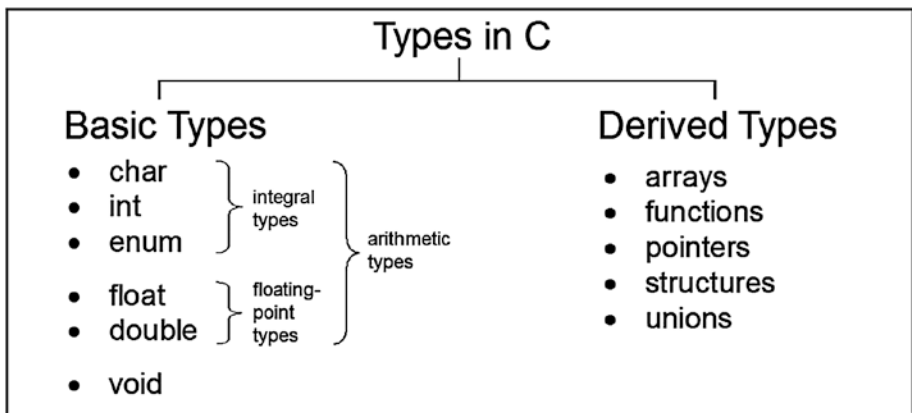 Types in C
Basic Types
• char
• int
• enum
integral
types
• float
• double
floating-
point
types
arithmetic
types
• void
Derived Types
• arrays
• functions
• pointers
• structures
• unions